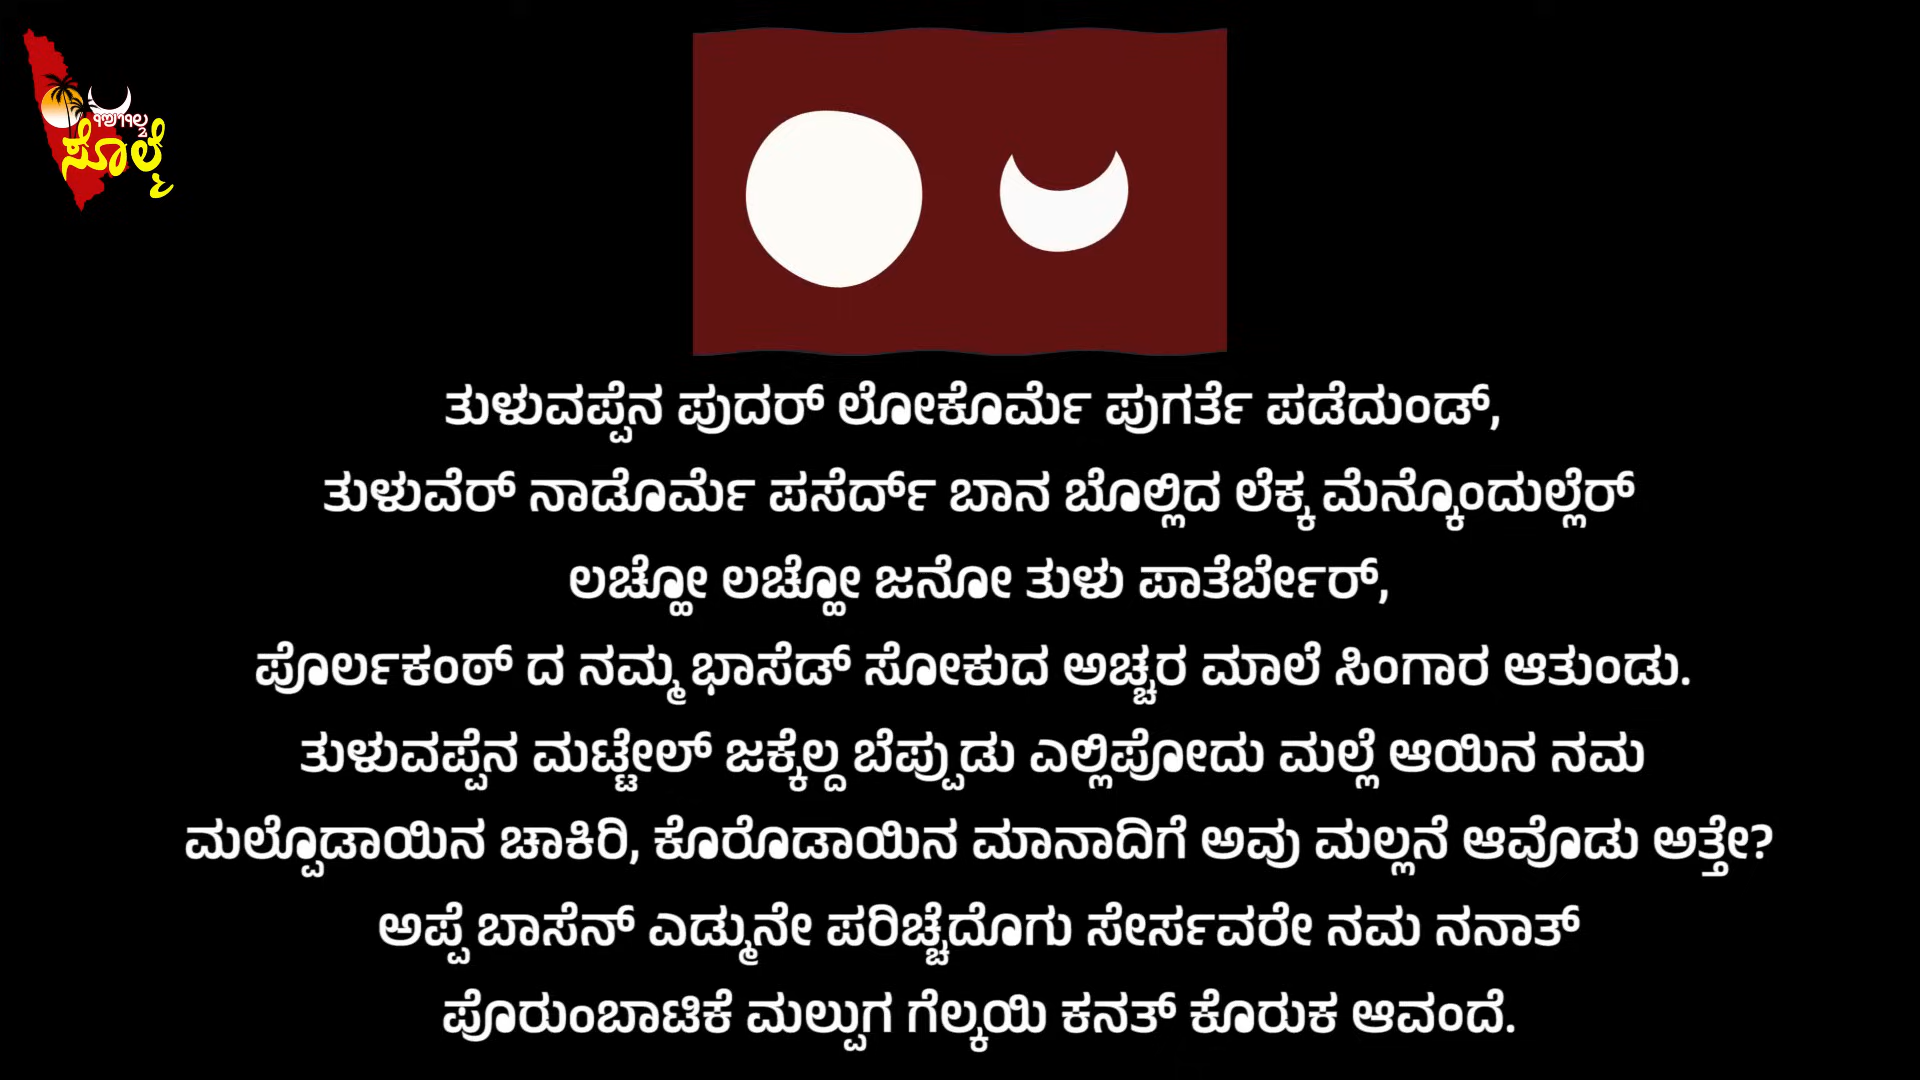 ಸೊಲ್ಮೆ
ತುಳುವಪ್ಪೆನ ಪುದರ್ ಲೋಕೊರ್ಮೆ ಪುಗರ್ತೆ ಪಡೆದುಂಡ್,
ತುಳುವೆರ್ ನಾಡೊರ್ಮೆ ಪಸೆರ್ದ್ ಬಾನ ಬೊಲ್ಲಿದ ಲೆಕ್ಕ ಮೆನ್ಕೊಂದುಲ್ಲೆರ್
ಲಚ್ಹೋ ಲಚ್ಹೋ ಜನೋ ತುಳು ಪಾತೆರ್ಬೇರ್,
ಪೊರ್ಲಕಂಠ್ ದ ನಮ್ಮ ಭಾಸೆಡ್ ಸೋಕುದ ಅಚ್ಚರ ಮಾಲೆ ಸಿಂಗಾರ ಆತುಂಡು.
ತುಳುವಪ್ಪೆನ ಮಟ್ಟೇಲ್ ಜಕ್ಕೆಲ್ದ ಬೆಪ್ಪುಡು ಎಲ್ಲಿಪೋದು ಮಲ್ಲೆ ಆಯಿನ ನಮ
ಮಲ್ಪೊಡಾಯಿನ ಚಾಕಿರಿ, ಕೊರೊಡಾಯಿನ ಮಾನಾದಿಗೆ ಅವು ಮಲ್ಲನೆ ಆವೊಡು ಅತ್ತೇ?
ಅಪ್ಪೆ ಬಾಸೆನ್ ಎಡ್ಮುನೇ ಪರಿಚ್ಛೆದೊಗು ಸೇರ್ಸವರೇ ನಮ ನನಾತ್
ಪೊರುಂಬಾಟಿಕೆ ಮಲ್ಪುಗ ಗೆಲ್ಕಯಿ ಕನತ್ ಕೊರುಕ ಆವಂದೆ.